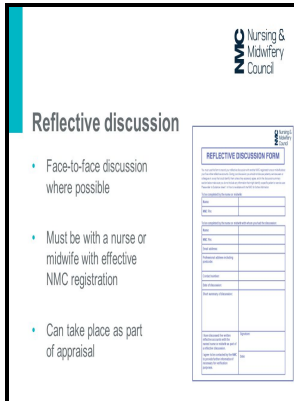 NMC
Nursing &
Midwifery
Council
Reflective discussion
• Face-to-face discussion
where possible
• Must be with a nurse or
midwife with effective
NMC registration
• Can take place as part
of appraisal
NMC
Nursing &
Midwifery
Council
REFLECTIVE DISCUSSION FORM
Name:
NMC Pin:
Name:
NMC Pin:
Email address:
Professional address including
postcode:
Contact number:
Date of discussion:
Short summary of discussion:
Signature:
Date: